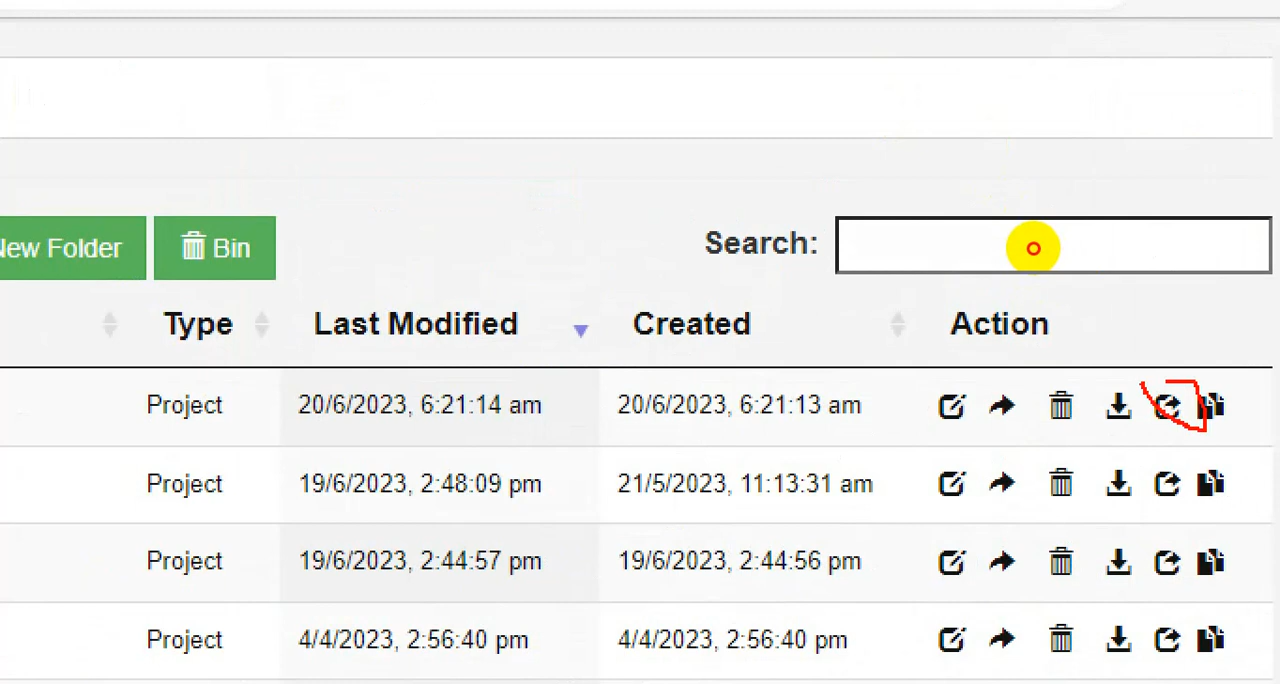 New Folder Bin Search:
Type Last Modified Created Action
Project 20/6/2023, 6:21:14 am 20/6/2023, 6:21:13 am
Project 19/6/2023, 2:48:09 pm 21/5/2023, 11:13:31 am
Project 19/6/2023, 2:44:57 pm 19/6/2023, 2:44:56 pm
Project 4/4/2023, 2:56:40 pm 4/4/2023, 2:56:40 pm